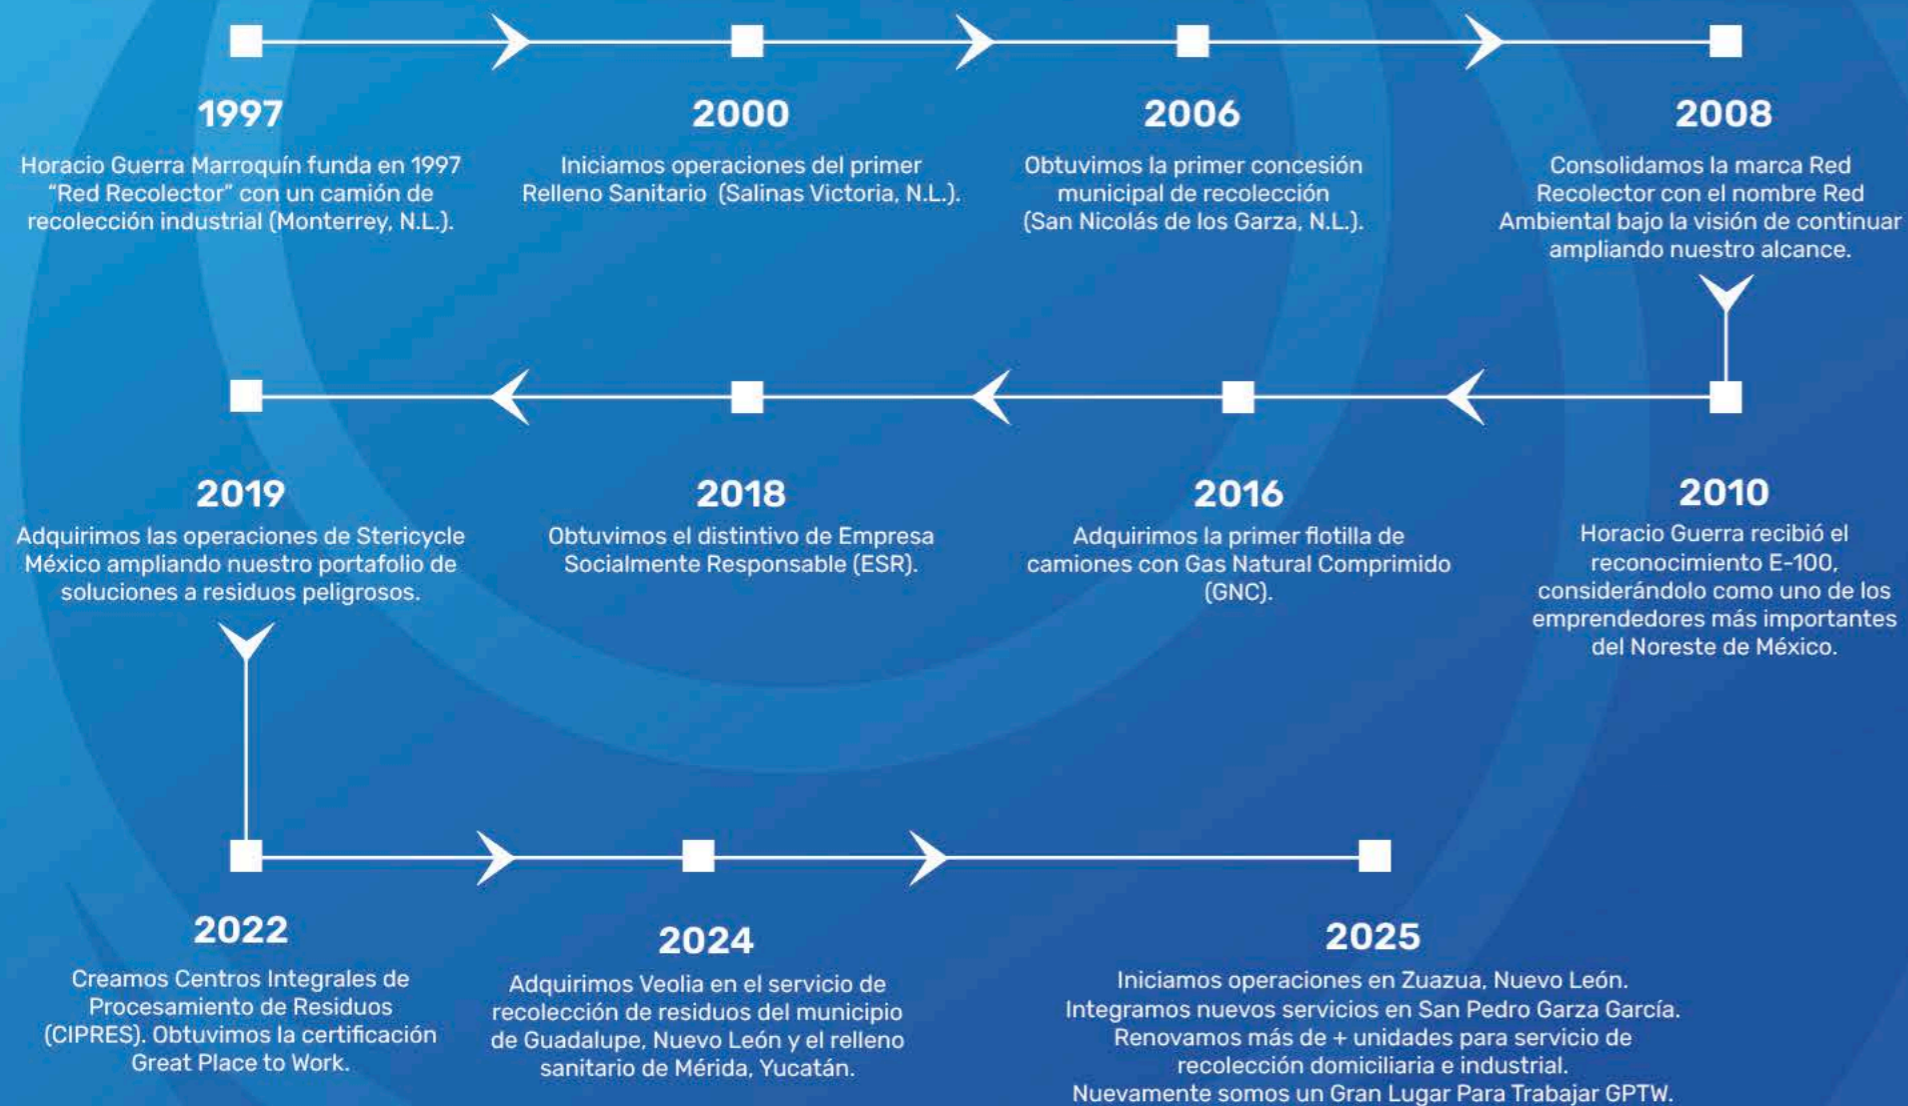 1997
Horacio Guerra Marroquín funda en 1997
"Red Recolector" con un camión de
recolección industrial (Monterrey, N.L.).
2000
Iniciamos operaciones del primer
Relleno Sanitario (Salinas Victoria, N.L.).
2006
Obtuvimos la primer concesión
municipal de recolección
(San Nicolás de los Garza, N.L.).
2008
Consolidamos la marca Red
Recolector con el nombre Red
Ambiental bajo la visión de continuar
ampliando nuestro alcance.
2010
Horacio Guerra recibió el
reconocimiento E-100,
considerándolo como uno de los
emprendedores más importantes
del Noreste de México.
2016
Adquirimos la primer flotilla de
camiones con Gas Natural Comprimido
(GNC).
2018
Obtuvimos el distintivo de Empresa
Socialmente Responsable (ESR).
2019
Adquirimos las operaciones de Stericycle
México ampliando nuestro portafolio de
soluciones a residuos peligrosos.
2022
Creamos Centros Integrales de
Procesamiento de Residuos
(CIPRES). Obtuvimos la certificación
Great Place to Work.
2024
Adquirimos Veolia en el servicio de
recolección de residuos del municipio
de Guadalupe, Nuevo León y el relleno
sanitario de Mérida, Yucatán.
2025
Iniciamos operaciones en Zuazua, Nuevo León.
Integramos nuevos servicios en San Pedro Garza García.
Renovamos más de + unidades para servicio de
recolección domiciliaria e industrial.
Nuevamente somos un Gran Lugar Para Trabajar GPTW.